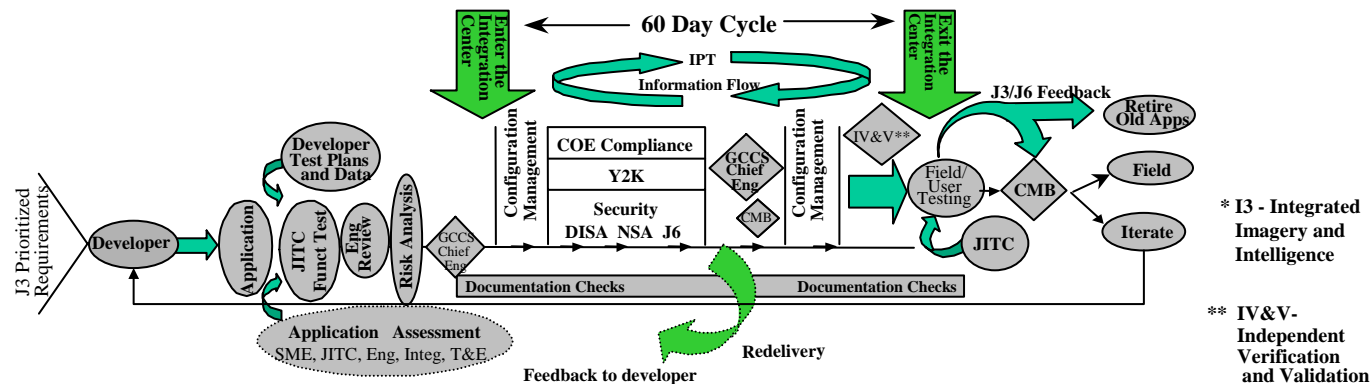 Enter the
Integration
Center
60 Day Cycle
Exit the
Integration
Center
IPT
Information Flow
J3/J6 Feedback
Retire
Old Apps
Developer
Test Plans
and Data
Configuration
Management
COE Compliance
Y2K
Security
DISA NSA J6
GCCS
Chief
Eng
CMB
Configuration
Management
IV&V**
Field/
User
Testing
CMB
Field
J3 Prioritized
Requirements
Developer
Application
JITC
Funct Test
Eng
Review
Risk Analysis
GCCS
Chief
Eng
JITC
Iterate
* I3 - Integrated
Imagery and
Intelligence
Documentation Checks
Documentation Checks
Application Assessment
SME, JITC, Eng, Integ, T&E
Redelivery
Feedback to developer
** IV&V-
Independent
Verification
and Validation